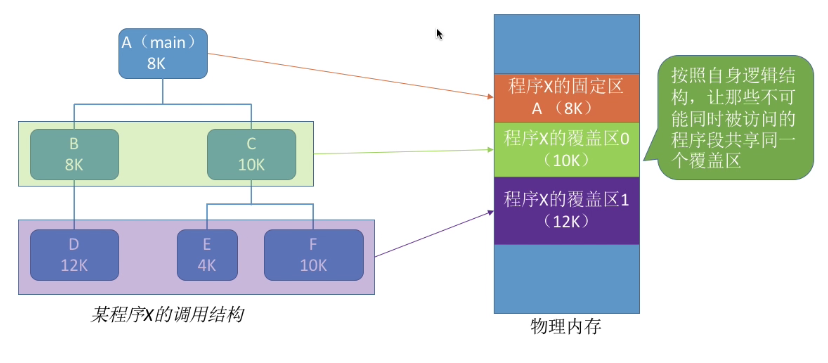 A（main）
8K
B
8K
C
10K
D
12K
E
4K
F
10K
某程序X的调用结构
程序X的固定区
A（8K）
程序X的覆盖区0
（10K）
程序X的覆盖区1
（12K）
物理内存
按照自身逻辑结
构，让那些不可
能同时被访问的
程序段共享同一
个覆盖区